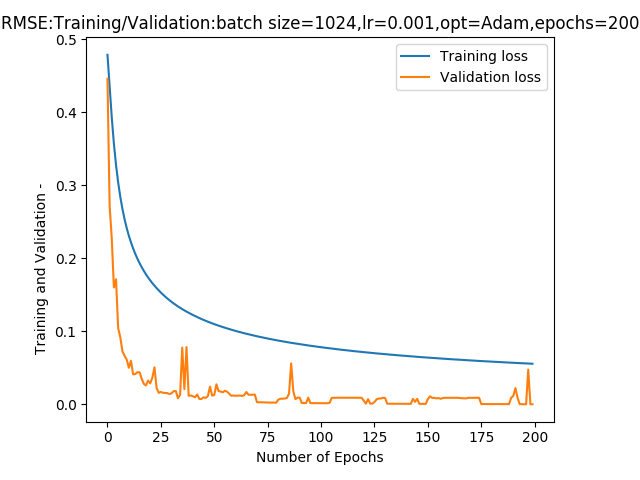 RMSE:Training/Validation:batch size=1024,lr=0.001,opt=Adam,epochs=200
Training loss
Validation loss
Training and Validation -
0.5
0.4
0.3
0.2
0.1
0.0
0 25 50 75 100 125 150 175 200
Number of Epochs